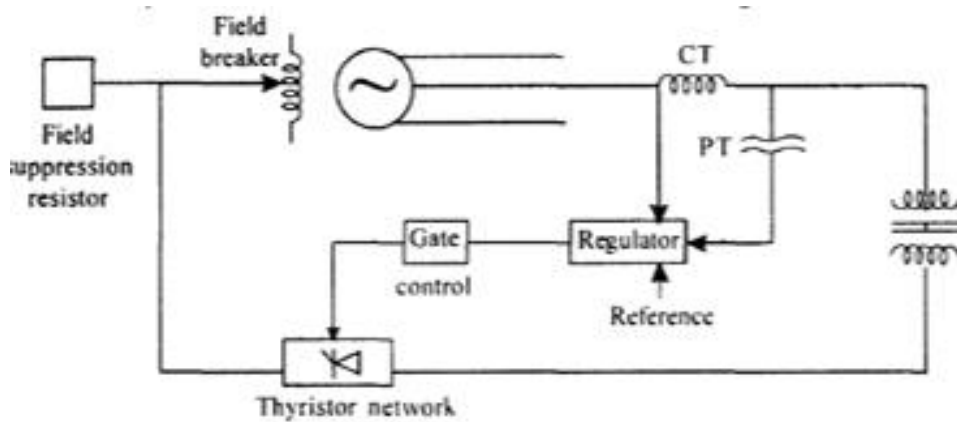 Field
breaker
CT
Field
suppression
resistor
PT
Gate
control
Regulator
Reference
Thyristor network